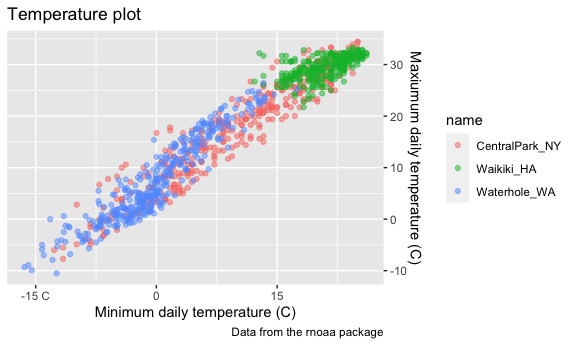 Temperature plot
30
20
10
0
-10
Maxiumum daily temperature (C)
-15 C
0
15
Minimum daily temperature (C)
Data from the rnoaa package
name
CentralPark_NY
Waikiki_HA
Waterhole_WA